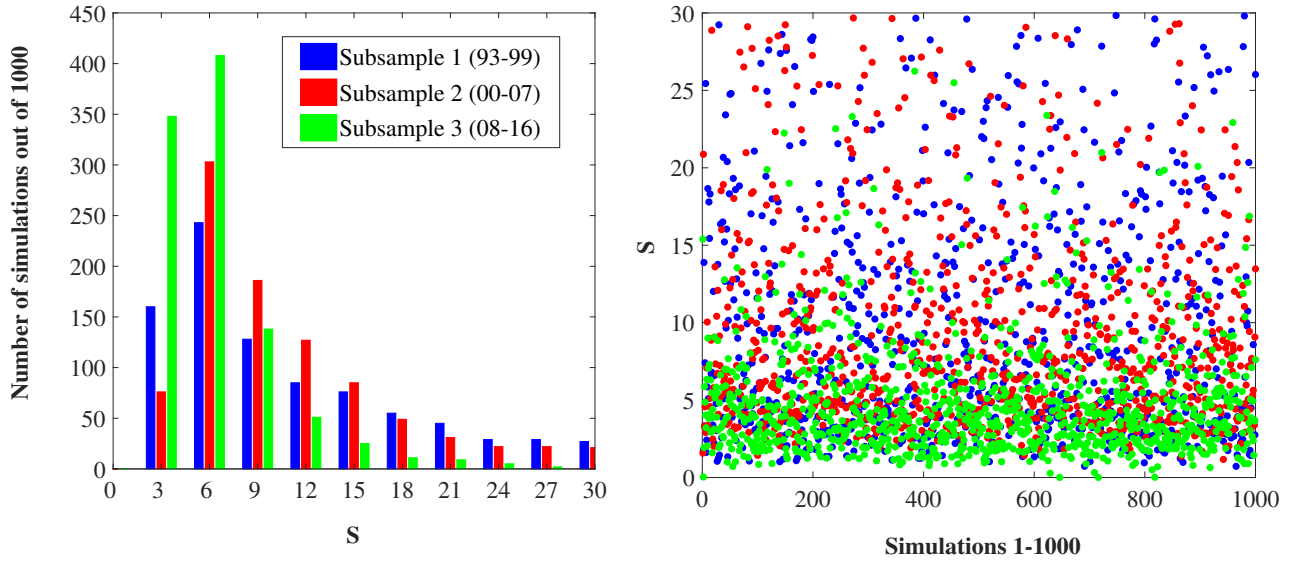 Number of simulations out of 1000
450
400
350
300
250
200
150
100
50
0
0 3 6 9 12 15 18 21 24 27 30
S
Subsample 1 (93-99)
Subsample 2 (00-07)
Subsample 3 (08-16)
S
30
25
20
15
10
5
0
0 200 400 600 800 1000
Simulations 1-1000